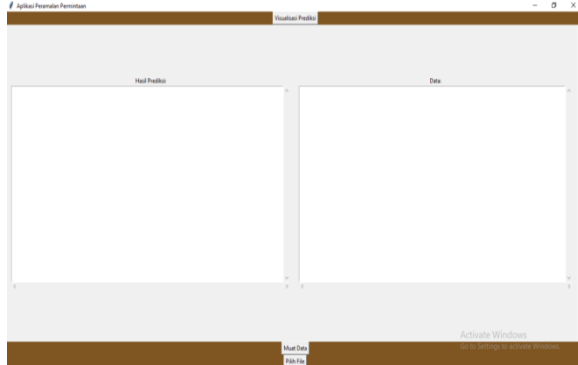 Aplikasi Peramalan Permintaan
Visualisasi Prediksi
Hasil Prediksi
Data:
Activate Windows
Go to Settings to activate Windows.
Muat Data
Pilih File